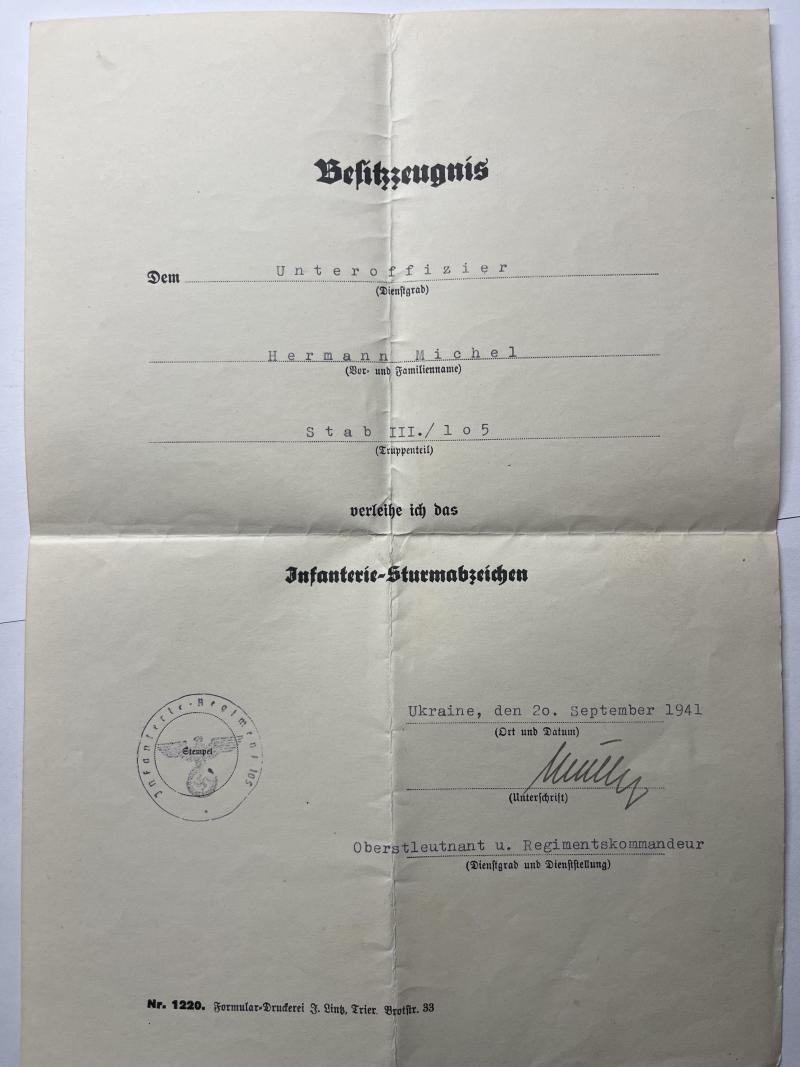 Besitzzeugnis
Dem Unteroffizier
(Dienstgrad)
Hermann Michel
(Vor- und Familienname)
Stab III./lo5
(Truppenteil)
verleihe ich das
Infanterie-Sturmabzeichen
Infanterie-Regiment 105
Stempel
Ukraine, den 2o. September 1941
(Ort und Datum)
(Unterschrift)
Oberstleutnant u. Regimentskommandeur
(Dienstgrad und Dienststellung)
Nr. 1220. Formular-Druckerei J. Lintz, Trier. Brotstr. 33